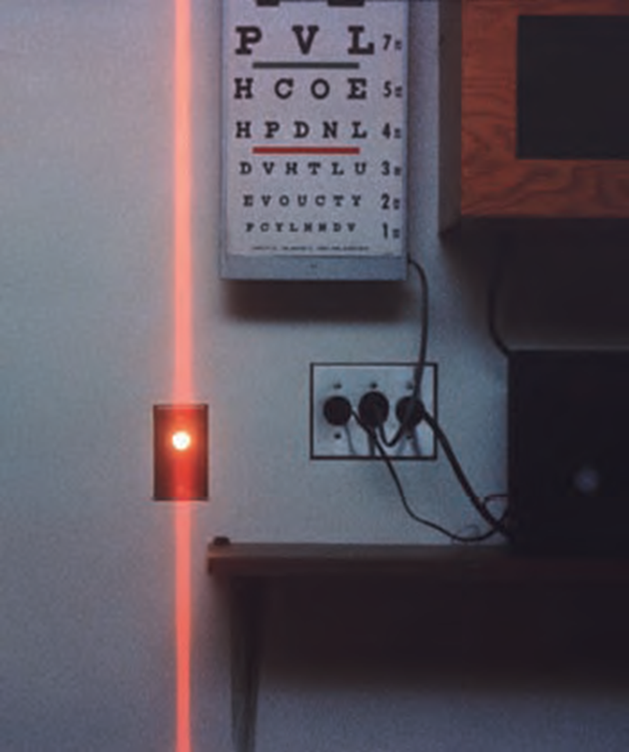 P V L 7
H C O E 5
H P D N L 4
D V H T L U 3
E V O U C T Y 2
1